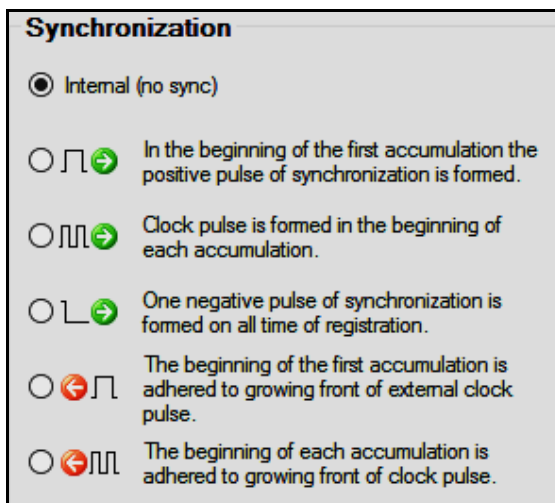 Synchronization
Internal (no sync)
In the beginning of the first accumulation the
positive pulse of synchronization is formed.
Clock pulse is formed in the beginning of
each accumulation.
One negative pulse of synchronization is
formed on all time of registration.
The beginning of the first accumulation is
adhered to growing front of external clock
pulse.
The beginning of each accumulation is
adhered to growing front of clock pulse.